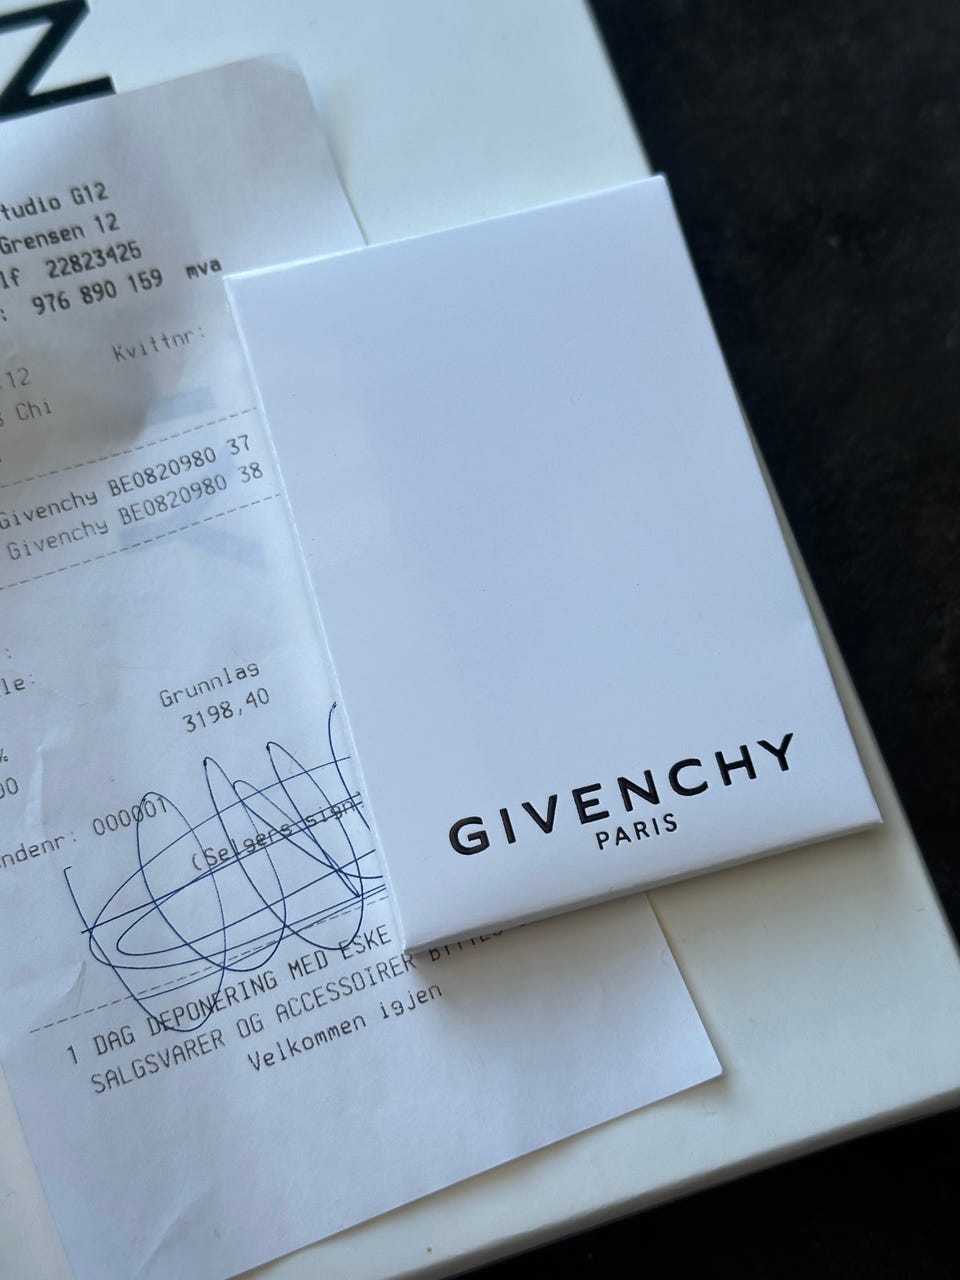 N
tudio G12
Grensen 12
lf 22823426
: 976 890 159 mva
Kvittnr:
12
Chi
Givenchy BE0820980 37
Givenchy BE0820980 38
:
le:
Grunnlag
3198,40
%
00
ndenr: 000001
(Selgers sign
1 DAG DEPONERING MED ESKE
SALGSVARER OG ACCESSOIRER
Velkommen igjen
GIVENCHY
PARIS